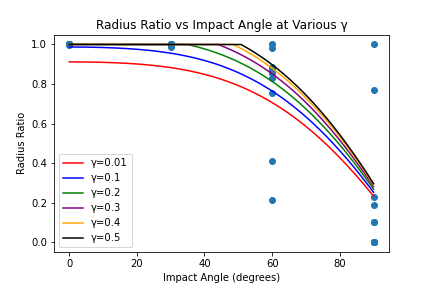 Radius Ratio vs Impact Angle at Various γ
Radius Ratio
1.0
0.8
0.6
0.4
0.2
0.0
γ=0.01
γ=0.1
γ=0.2
γ=0.3
γ=0.4
γ=0.5
0 20 40 60 80
Impact Angle (degrees)